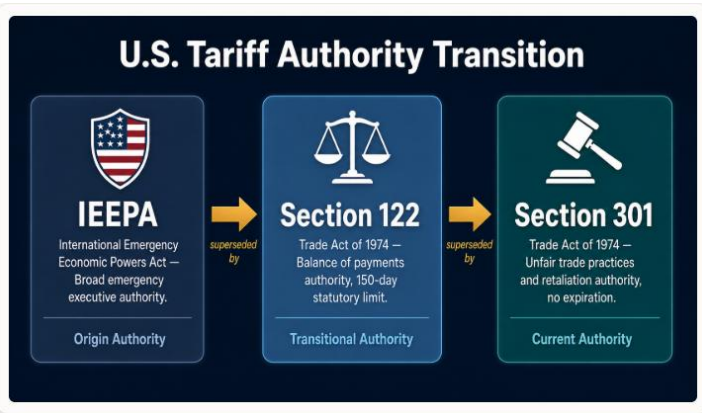 U.S. Tariff Authority Transition
IEEPA
International Emergency
Economic Powers Act —
Broad emergency
executive authority.
Origin Authority
superseded
by
Section 122
Trade Act of 1974 —
Balance of payments
authority, 150-day
statutory limit.
Transitional Authority
superseded
by
Section 301
Trade Act of 1974 —
Unfair trade practices
and retaliation authority,
no expiration.
Current Authority